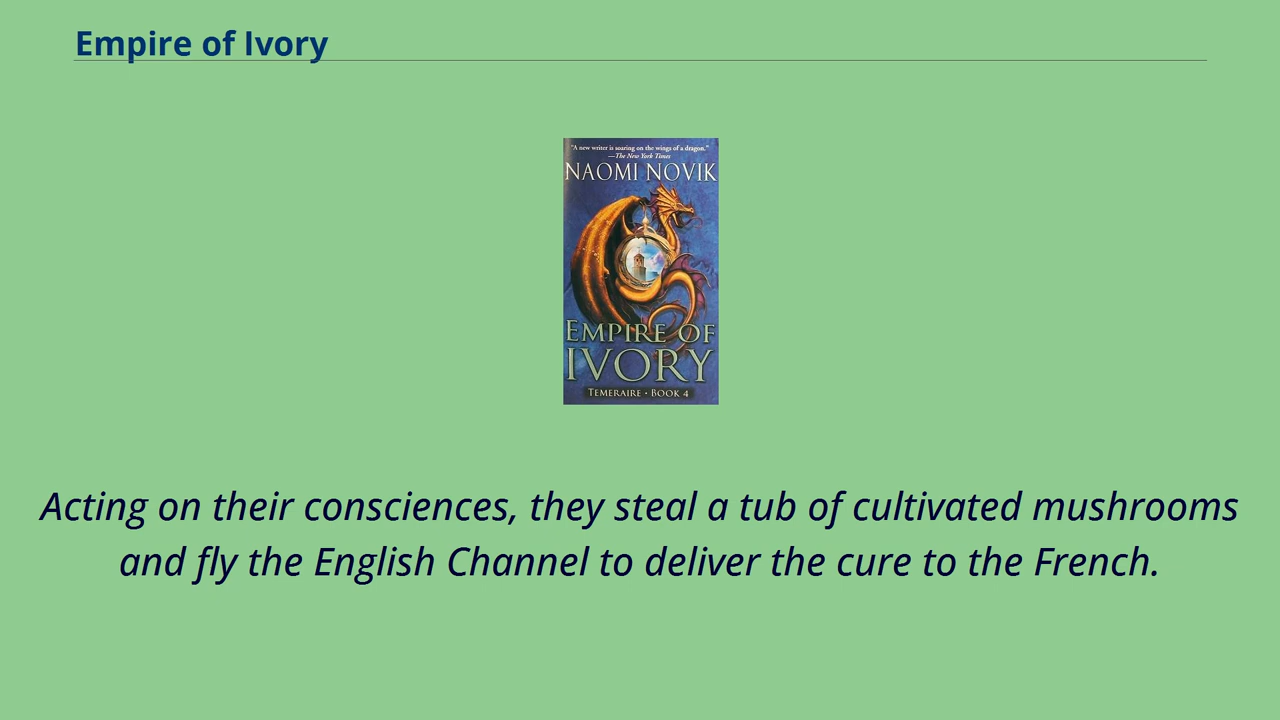 Empire of Ivory
"A new writer is soaring on the wings of a dragon."
—The New York Times
NAOMI NOVIK
EMPIRE OF
IVORY
TEMERAIRE • BOOK 4
Acting on their consciences, they steal a tub of cultivated mushrooms
and fly the English Channel to deliver the cure to the French.